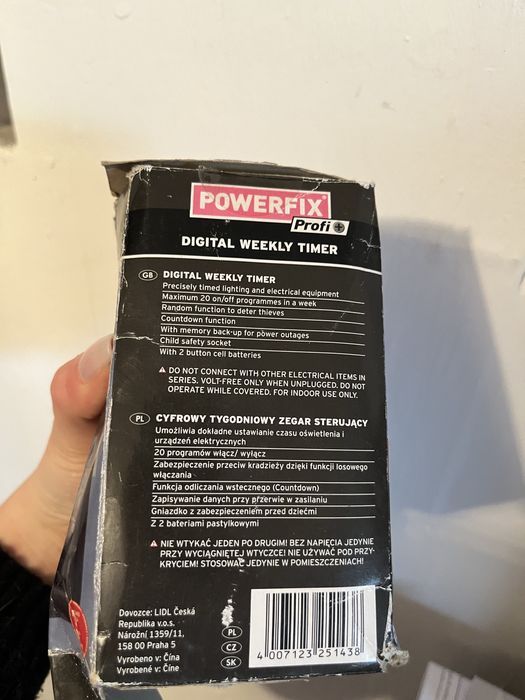 POWERFIX®
Profi+
DIGITAL WEEKLY TIMER
GB DIGITAL WEEKLY TIMER
Precisely timed lighting and electrical equipment
Maximum 20 on/off programmes in a week
Random function to deter thieves
Countdown function
With memory back-up for power outages
Child safety socket
With 2 button cell batteries
DO NOT CONNECT WITH OTHER ELECTRICAL ITEMS IN
SERIES. VOLT-FREE ONLY WHEN UNPLUGGED. DO NOT
OPERATE WHILE COVERED. FOR INDOOR USE ONLY.
PL CYFROWY TYGODNIOWY ZEGAR STERUJĄCY
Umożliwia dokładne ustawianie czasu oświetlenia i
urządzeń elektrycznych
20 programów włącz/ wyłącz
Zabezpieczenie przeciw kradzieży dzięki funkcji losowego
włączania
Funkcja odliczania wstecznego (Countdown)
Zapisywanie danych przy przerwie w zasilaniu
Gniazdko z zabezpieczeniem przed dziećmi
Z 2 bateriami pastylkowymi
NIE WTYKAĆ JEDEN PO DRUGIM! BEZ NAPIĘCIA JEDYNIE
PRZY WYCIĄGNIĘTEJ WTYCZCE! NIE UŻYWAĆ POD PRZY-
KRYCIEM! STOSOWAĆ JEDYNIE W POMIESZCZENIACH!
Dovozce: LIDL Česká
Republika v.o.s.
Nárožní 1359/11,
158 00 Praha 5
Vyrobeno v: Čína
Vyrobené v: Číne
PL
CZ
SK
4 007123 251438